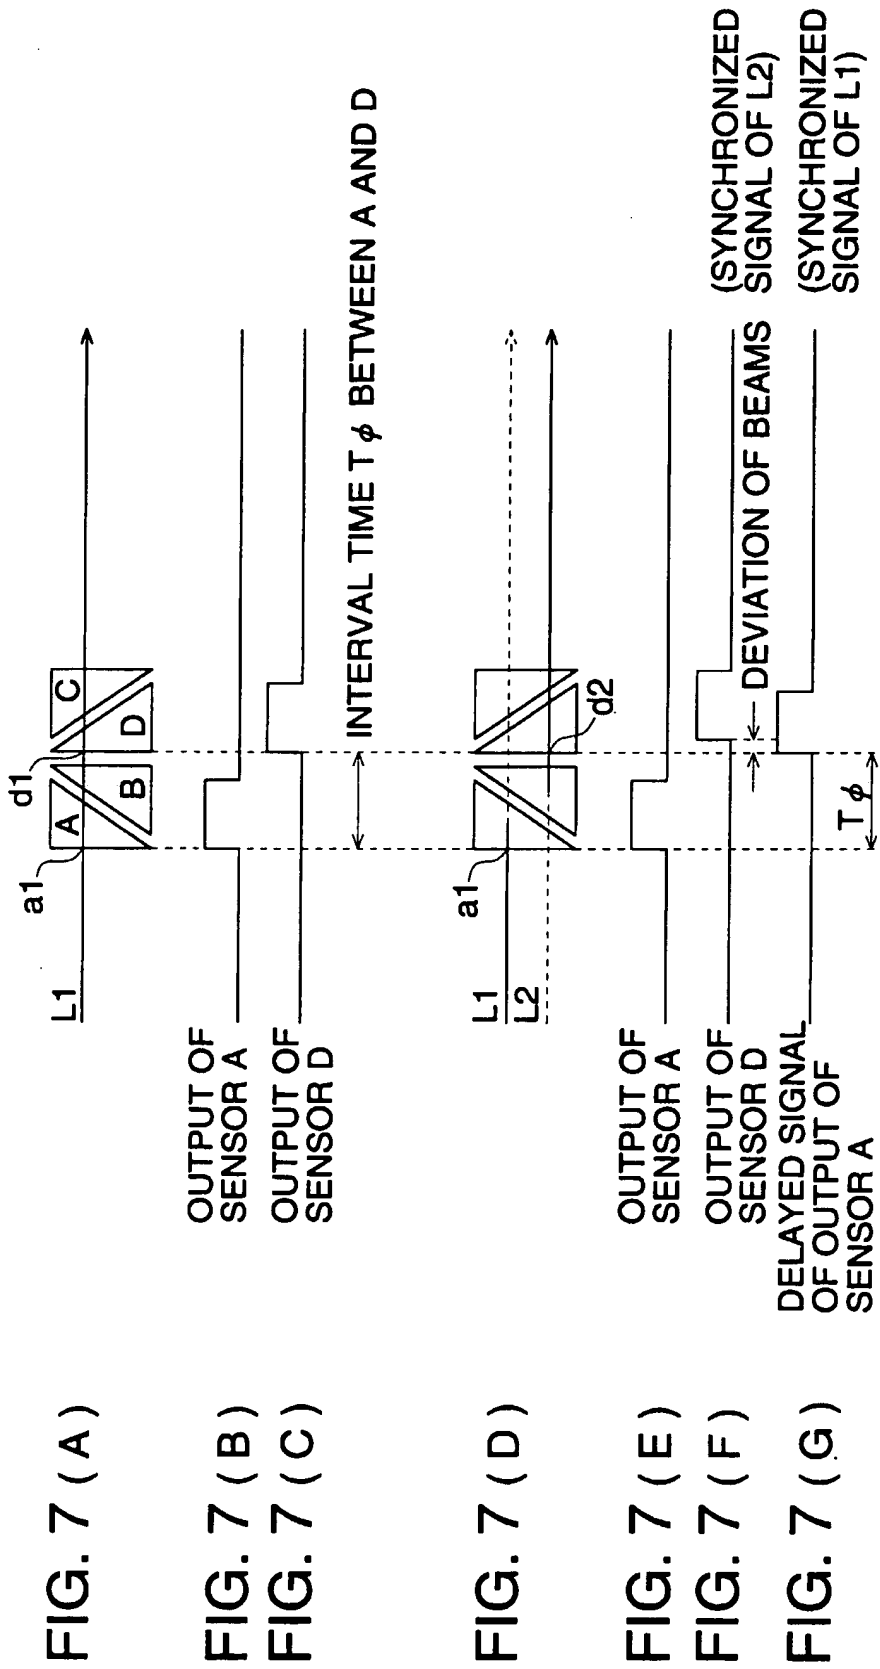 FIG. 7 (A)
L1
a1
d1
A
B
C
D
FIG. 7 (B)
OUTPUT OF
SENSOR A
FIG. 7 (C)
OUTPUT OF
SENSOR D
INTERVAL TIME T ϕ BETWEEN A AND D
FIG. 7 (D)
L1
L2
a1
d2
FIG. 7 (E)
OUTPUT OF
SENSOR A
FIG. 7 (F)
OUTPUT OF
SENSOR D
(SYNCHRONIZED
SIGNAL OF L2)
DEVIATION OF BEAMS
FIG. 7 (G)
DELAYED SIGNAL
OF OUTPUT OF
SENSOR A
T ϕ
(SYNCHRONIZED
SIGNAL OF L1)